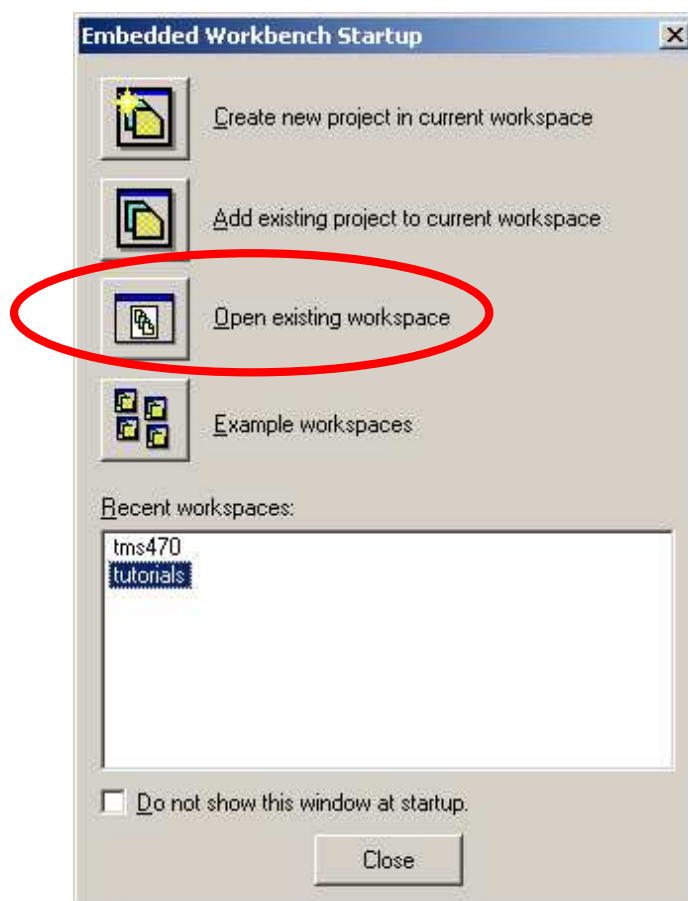 Embedded Workbench Startup
Create new project in current workspace
Add existing project to current workspace
Open existing workspace
Example workspaces
Recent workspaces:
tms470
tutorials
Do not show this window at startup.
Close